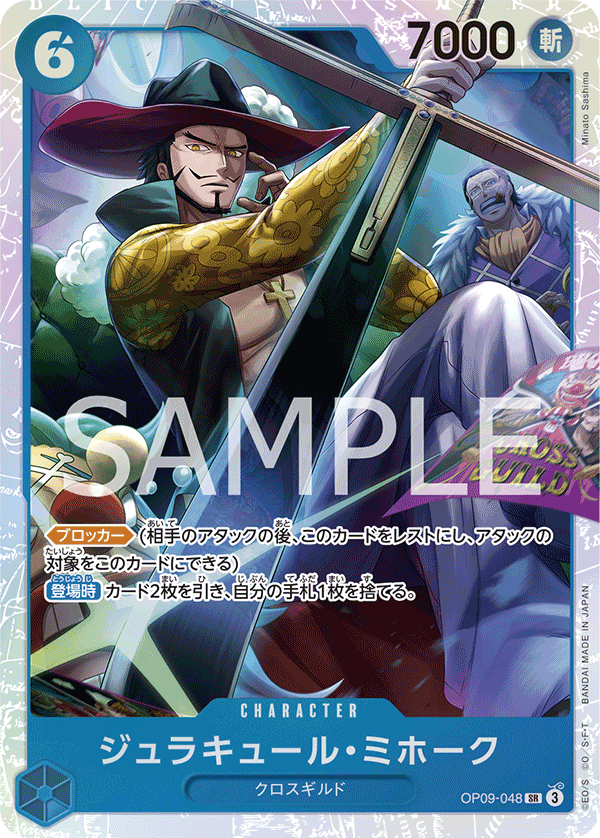 6
7000
斬
Minato Sashima
SAMPLE
CROSS
GUILD
ブロッカー (相手のアタックの後、このカードをレストにし、アタックの
対象をこのカードにできる)
登場時 カード2枚を引き、自分の手札1枚を捨てる。
CHARACTER
ジュラキュール・ミホーク
クロスギルド
OP09-048 SR 3
©E.O/S ©O/S・F・T BANDAI MADE IN JAPAN